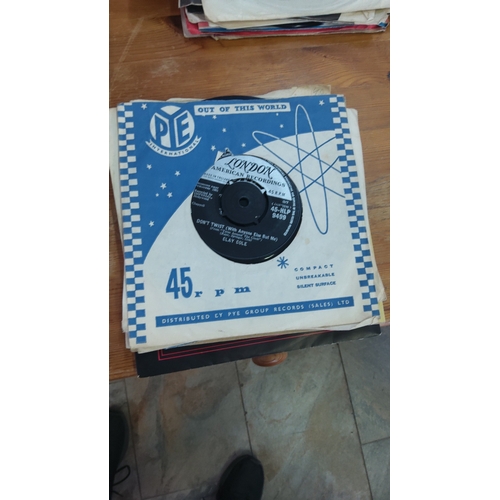 OUT OF THIS WORLD
PYE
INTERNATIONAL
LONDON
AMERICAN RECORDINGS
45-HLP
9499
DON'T TWIST (With Anyone Else But Me)
CLAY COLE
45 rpm
COMPACT
UNBREAKABLE
SILENT SURFACE
DISTRIBUTED BY PYE GROUP RECORDS (SALES) LTD